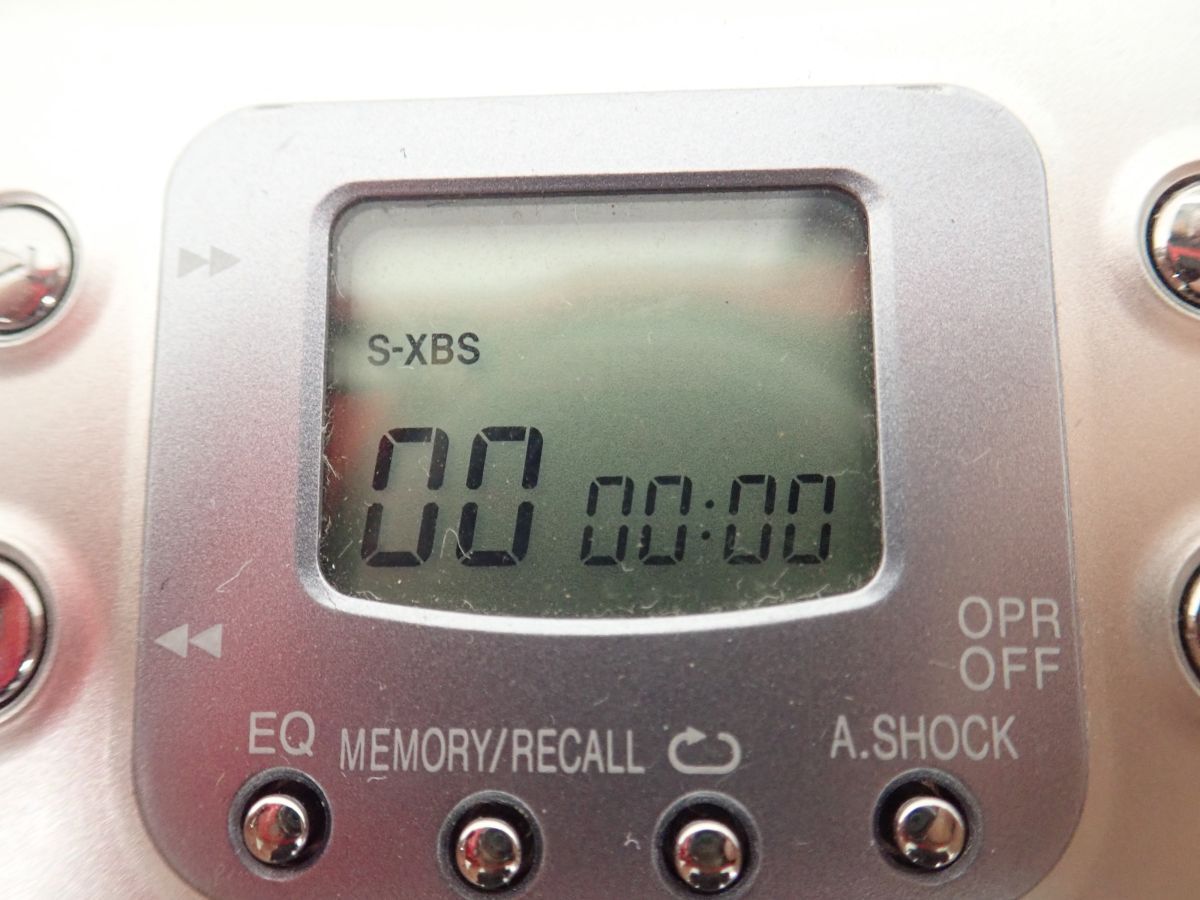 S-XBS
00 00:00
OPR
OFF
EQ MEMORY/RECALL A.SHOCK